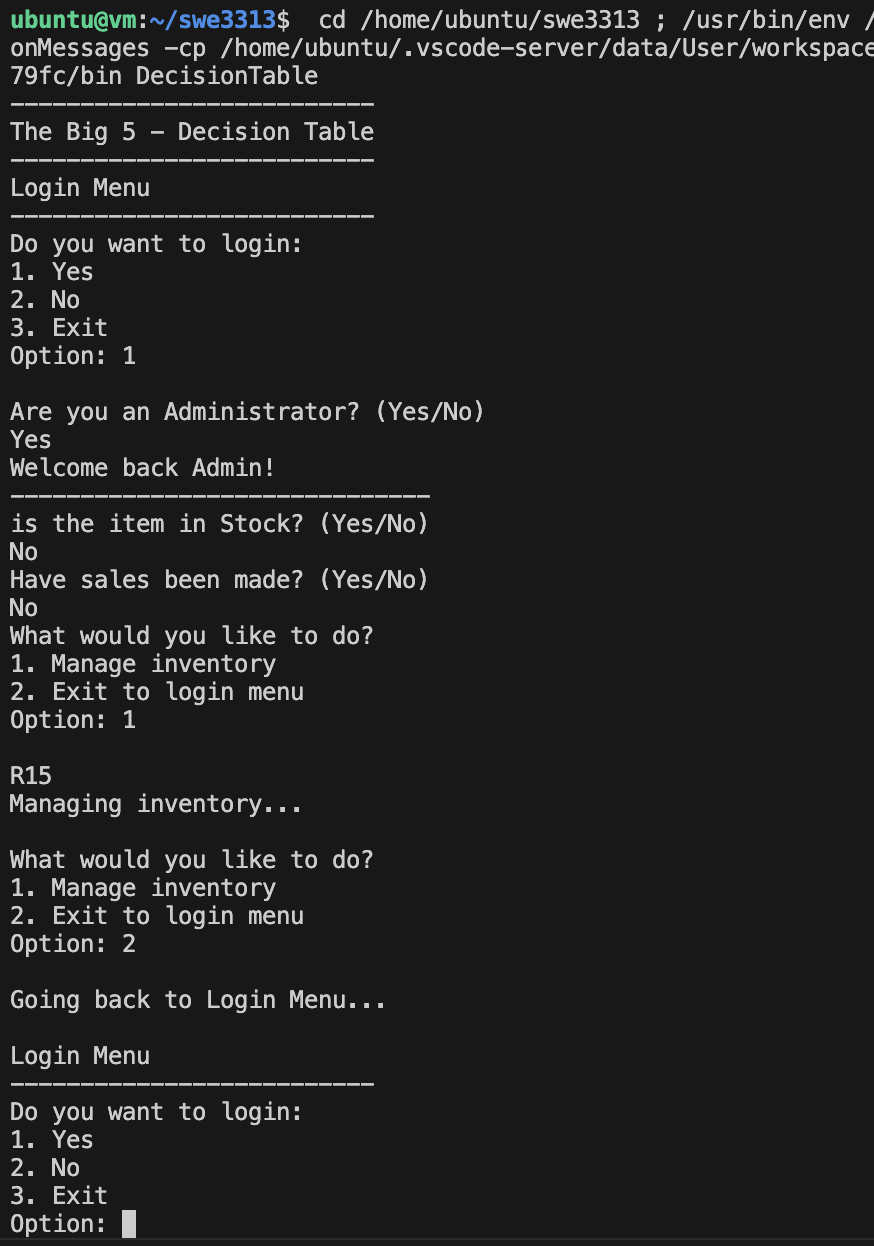 ubuntu@vm:~/swe3313$  cd /home/ubuntu/swe3313 ; /usr/bin/env /
onMessages -cp /home/ubuntu/.vscode-server/data/User/workspace
79fc/bin DecisionTable
--------------------------
The Big 5 - Decision Table
--------------------------
Login Menu
--------------------------
Do you want to login:
1. Yes
2. No
3. Exit
Option: 1
Are you an Administrator? (Yes/No)
Yes
Welcome back Admin!
------------------------------
is the item in Stock? (Yes/No)
No
Have sales been made? (Yes/No)
No
What would you like to do?
1. Manage inventory
2. Exit to login menu
Option: 1
R15
Managing inventory...
What would you like to do?
1. Manage inventory
2. Exit to login menu
Option: 2
Going back to Login Menu...
Login Menu
--------------------------
Do you want to login:
1. Yes
2. No
3. Exit
Option: